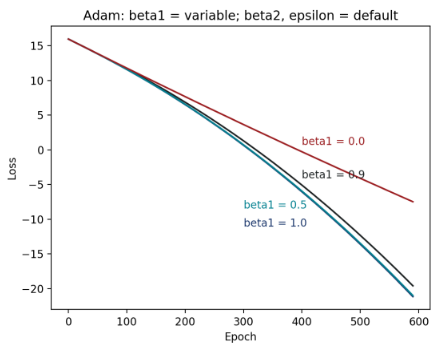 Adam: beta1 = variable; beta2, epsilon = default
15
10
5
0
−5
−10
−15
−20
Loss
beta1 = 0.0
beta1 = 0.9
beta1 = 0.5
beta1 = 1.0
0
100
200
300
400
500
600
Epoch